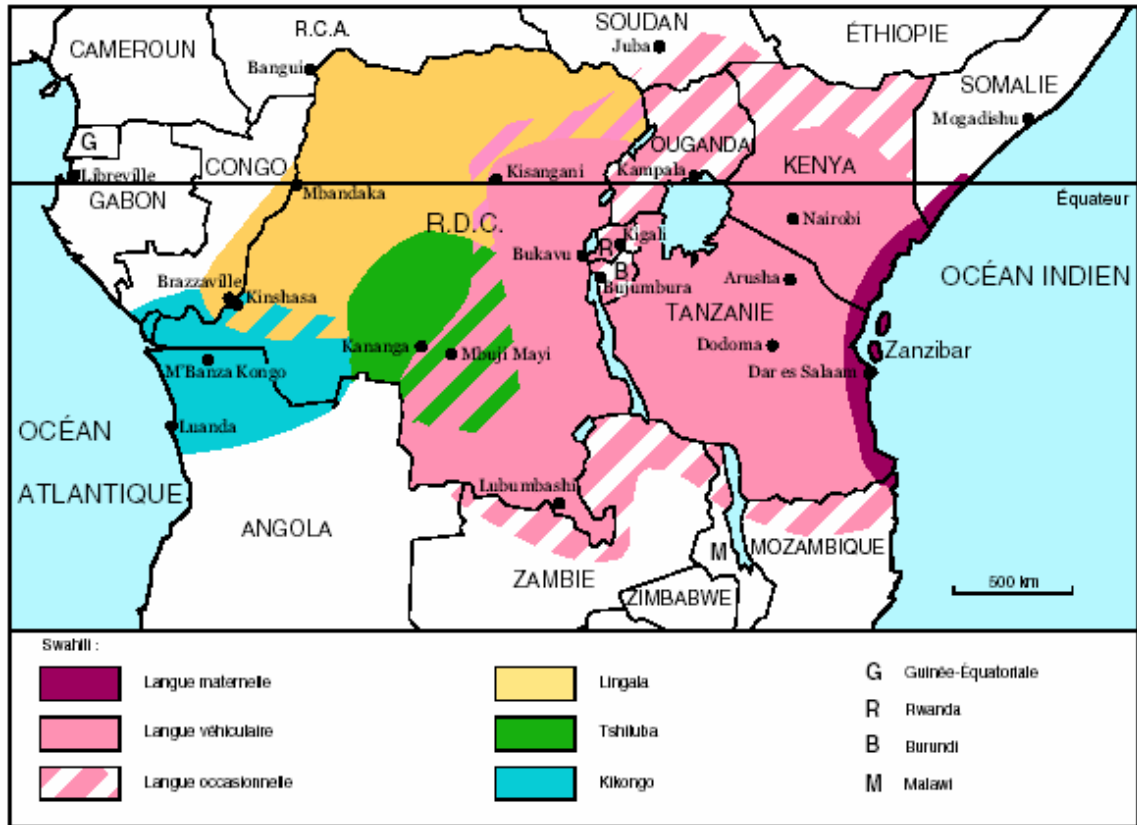 SOUDAN
R.C.A.
ÉTHIOPIE
CAMEROUN
Juba
Bangui
SOMALIE
Mogadishu
G
OUGANDA
CONGO
KENYA
Libreville
Kisangani
Kampala
GABON
Mbandaka
Équateur
R.D.C.
Nairobi
Kigali
R
Bukavu
B
Bujumbura
Arusha
OCÉAN INDIEN
Brazzaville
Kinshasa
TANZANIE
Kananga
Mbuji Mayi
Dodoma
Zanzibar
M'Banza Kongo
Dar es Salaam
Luanda
OCÉAN
ATLANTIQUE
Lubumbashi
ANGOLA
M
MOZAMBIQUE
ZAMBIE
ZIMBABWE
500 km
Swahili :
Langue maternelle
Lingala
G Guinée-Équatoriale
Langue véhiculaire
Tshiluba
R Rwanda
B Burundi
Langue occasionnelle
Kikongo
M Malawi